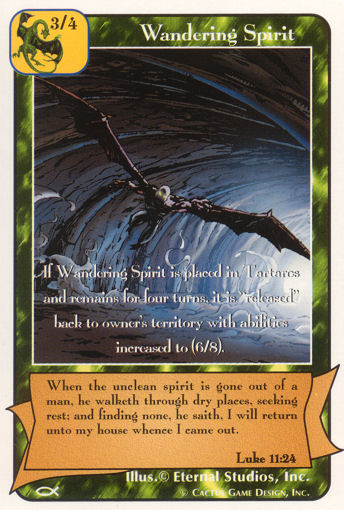 3/4
Wandering Spirit
If Wandering Spirit is placed in Tartares
and remains for four turns, it is "released"
back to owner's territory with abilities
increased to (6/8).
When the unclean spirit is gone out of a
man, he walketh through dry places, seeking
rest; and finding none, he saith, I will return
unto my house whence I came out.
Luke 11:24
Illus.© Eternal Studios, Inc.
© Cactus Game Design, Inc.